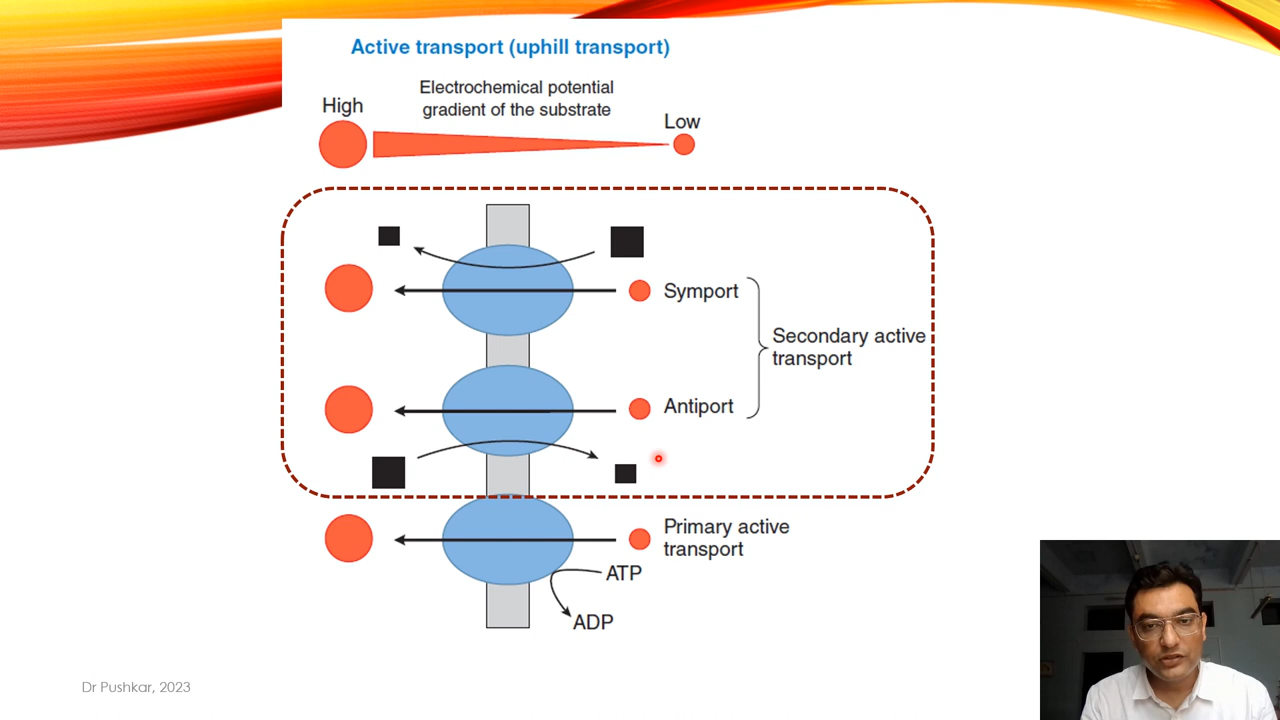 Active transport (uphill transport)
Electrochemical potential
gradient of the substrate
High
Low
Symport
Secondary active
transport
Antiport
Primary active
transport
ATP
ADP
Dr Pushkar, 2023